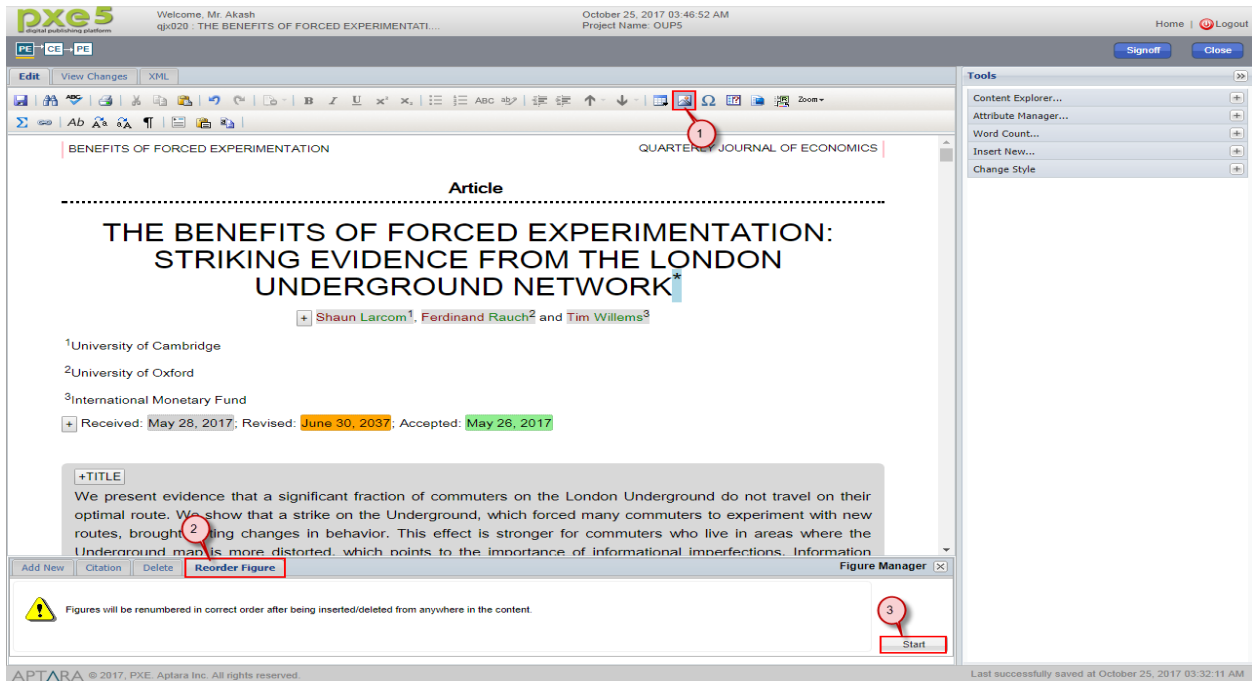 pxe5
digital publishing platform
Welcome, Mr. Akash
qjx020 : THE BENEFITS OF FORCED EXPERIMENTATI....
October 25, 2017 03:46:52 AM
Project Name: OUP5
Home | Logout
PE CE PE
Signoff Close
Edit View Changes XML
Tools
ABC B I U x² x₂ ABC ab Ω Zoom
Σ Ab Aa aA ¶
1
Content Explorer...
Attribute Manager...
Word Count...
Insert New...
Change Style
BENEFITS OF FORCED EXPERIMENTATION QUARTERLY JOURNAL OF ECONOMICS
Article
THE BENEFITS OF FORCED EXPERIMENTATION:
STRIKING EVIDENCE FROM THE LONDON
UNDERGROUND NETWORK*
+ Shaun Larcom1, Ferdinand Rauch2 and Tim Willems3
1University of Cambridge
2University of Oxford
3International Monetary Fund
+ Received: May 28, 2017; Revised: June 30, 2037; Accepted: May 26, 2017
+TITLE
We present evidence that a significant fraction of commuters on the London Underground do not travel on their
optimal route. We show that a strike on the Underground, which forced many commuters to experiment with new
routes, brought ting changes in behavior. This effect is stronger for commuters who live in areas where the
2
Underground map is more distorted, which points to the importance of informational imperfections. Information
Add New Citation Delete Reorder Figure Figure Manager
Figures will be renumbered in correct order after being inserted/deleted from anywhere in the content.
3
Start
APTARA © 2017, PXE. Aptara Inc. All rights reserved.
Last successfully saved at October 25, 2017 03:32:11 AM